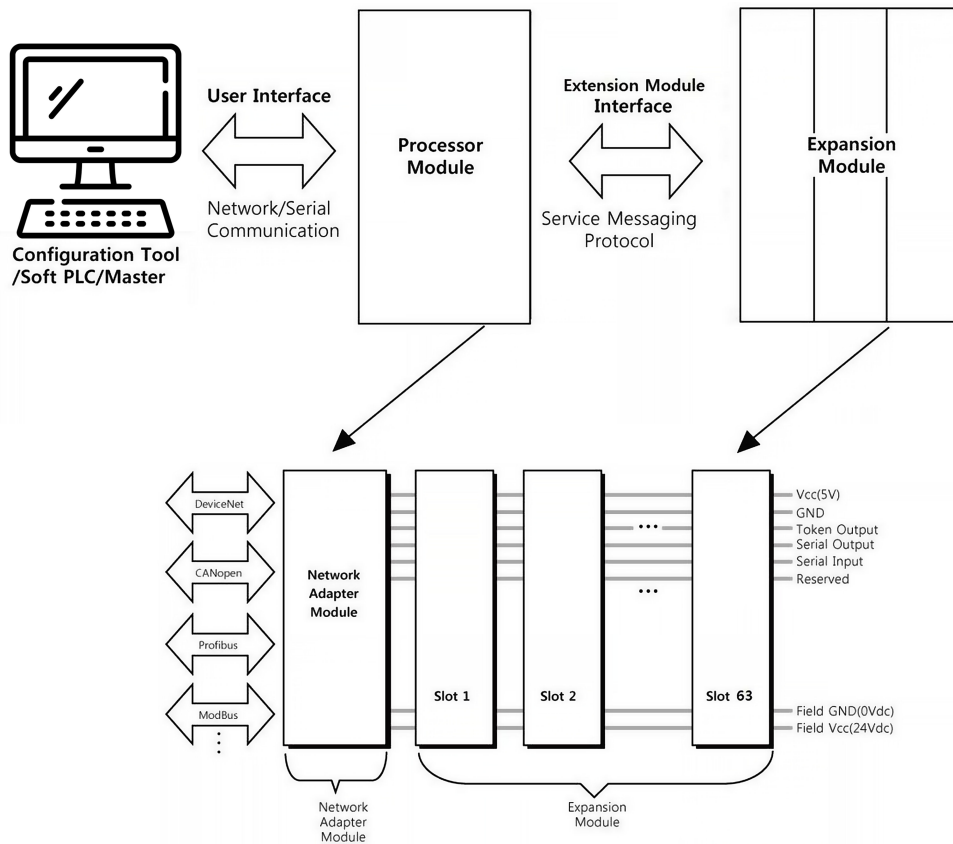 User Interface
Network/Serial
Communication
Configuration Tool
/Soft PLC/Master
Processor
Module
Extension Module
Interface
Service Messaging
Protocol
Expansion
Module
DeviceNet
CANopen
Profibus
ModBus
Network
Adapter
Module
Slot 1
Slot 2
...
...
Slot 63
Vcc(5V)
GND
Token Output
Serial Output
Serial Input
Reserved
Field GND(0Vdc)
Field Vcc(24Vdc)
Network
Adapter
Module
Expansion
Module